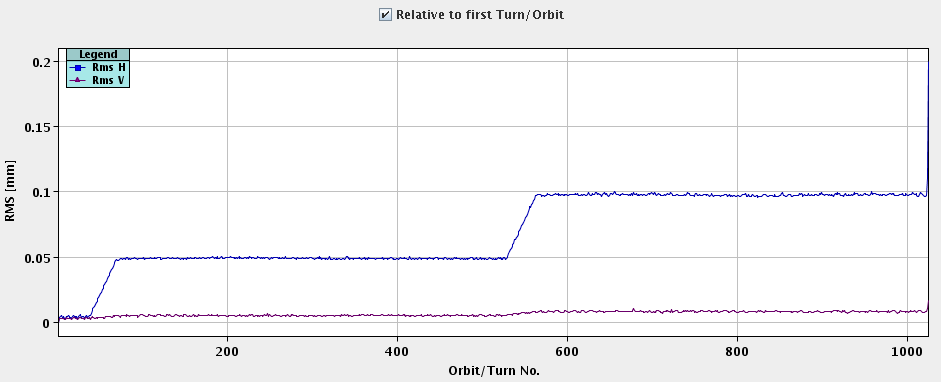 Relative to first Turn/Orbit
Legend
Rms H
Rms V
0.2
0.15
0.1
0.05
0
RMS [mm]
200 400 600 800 1000
Orbit/Turn No.